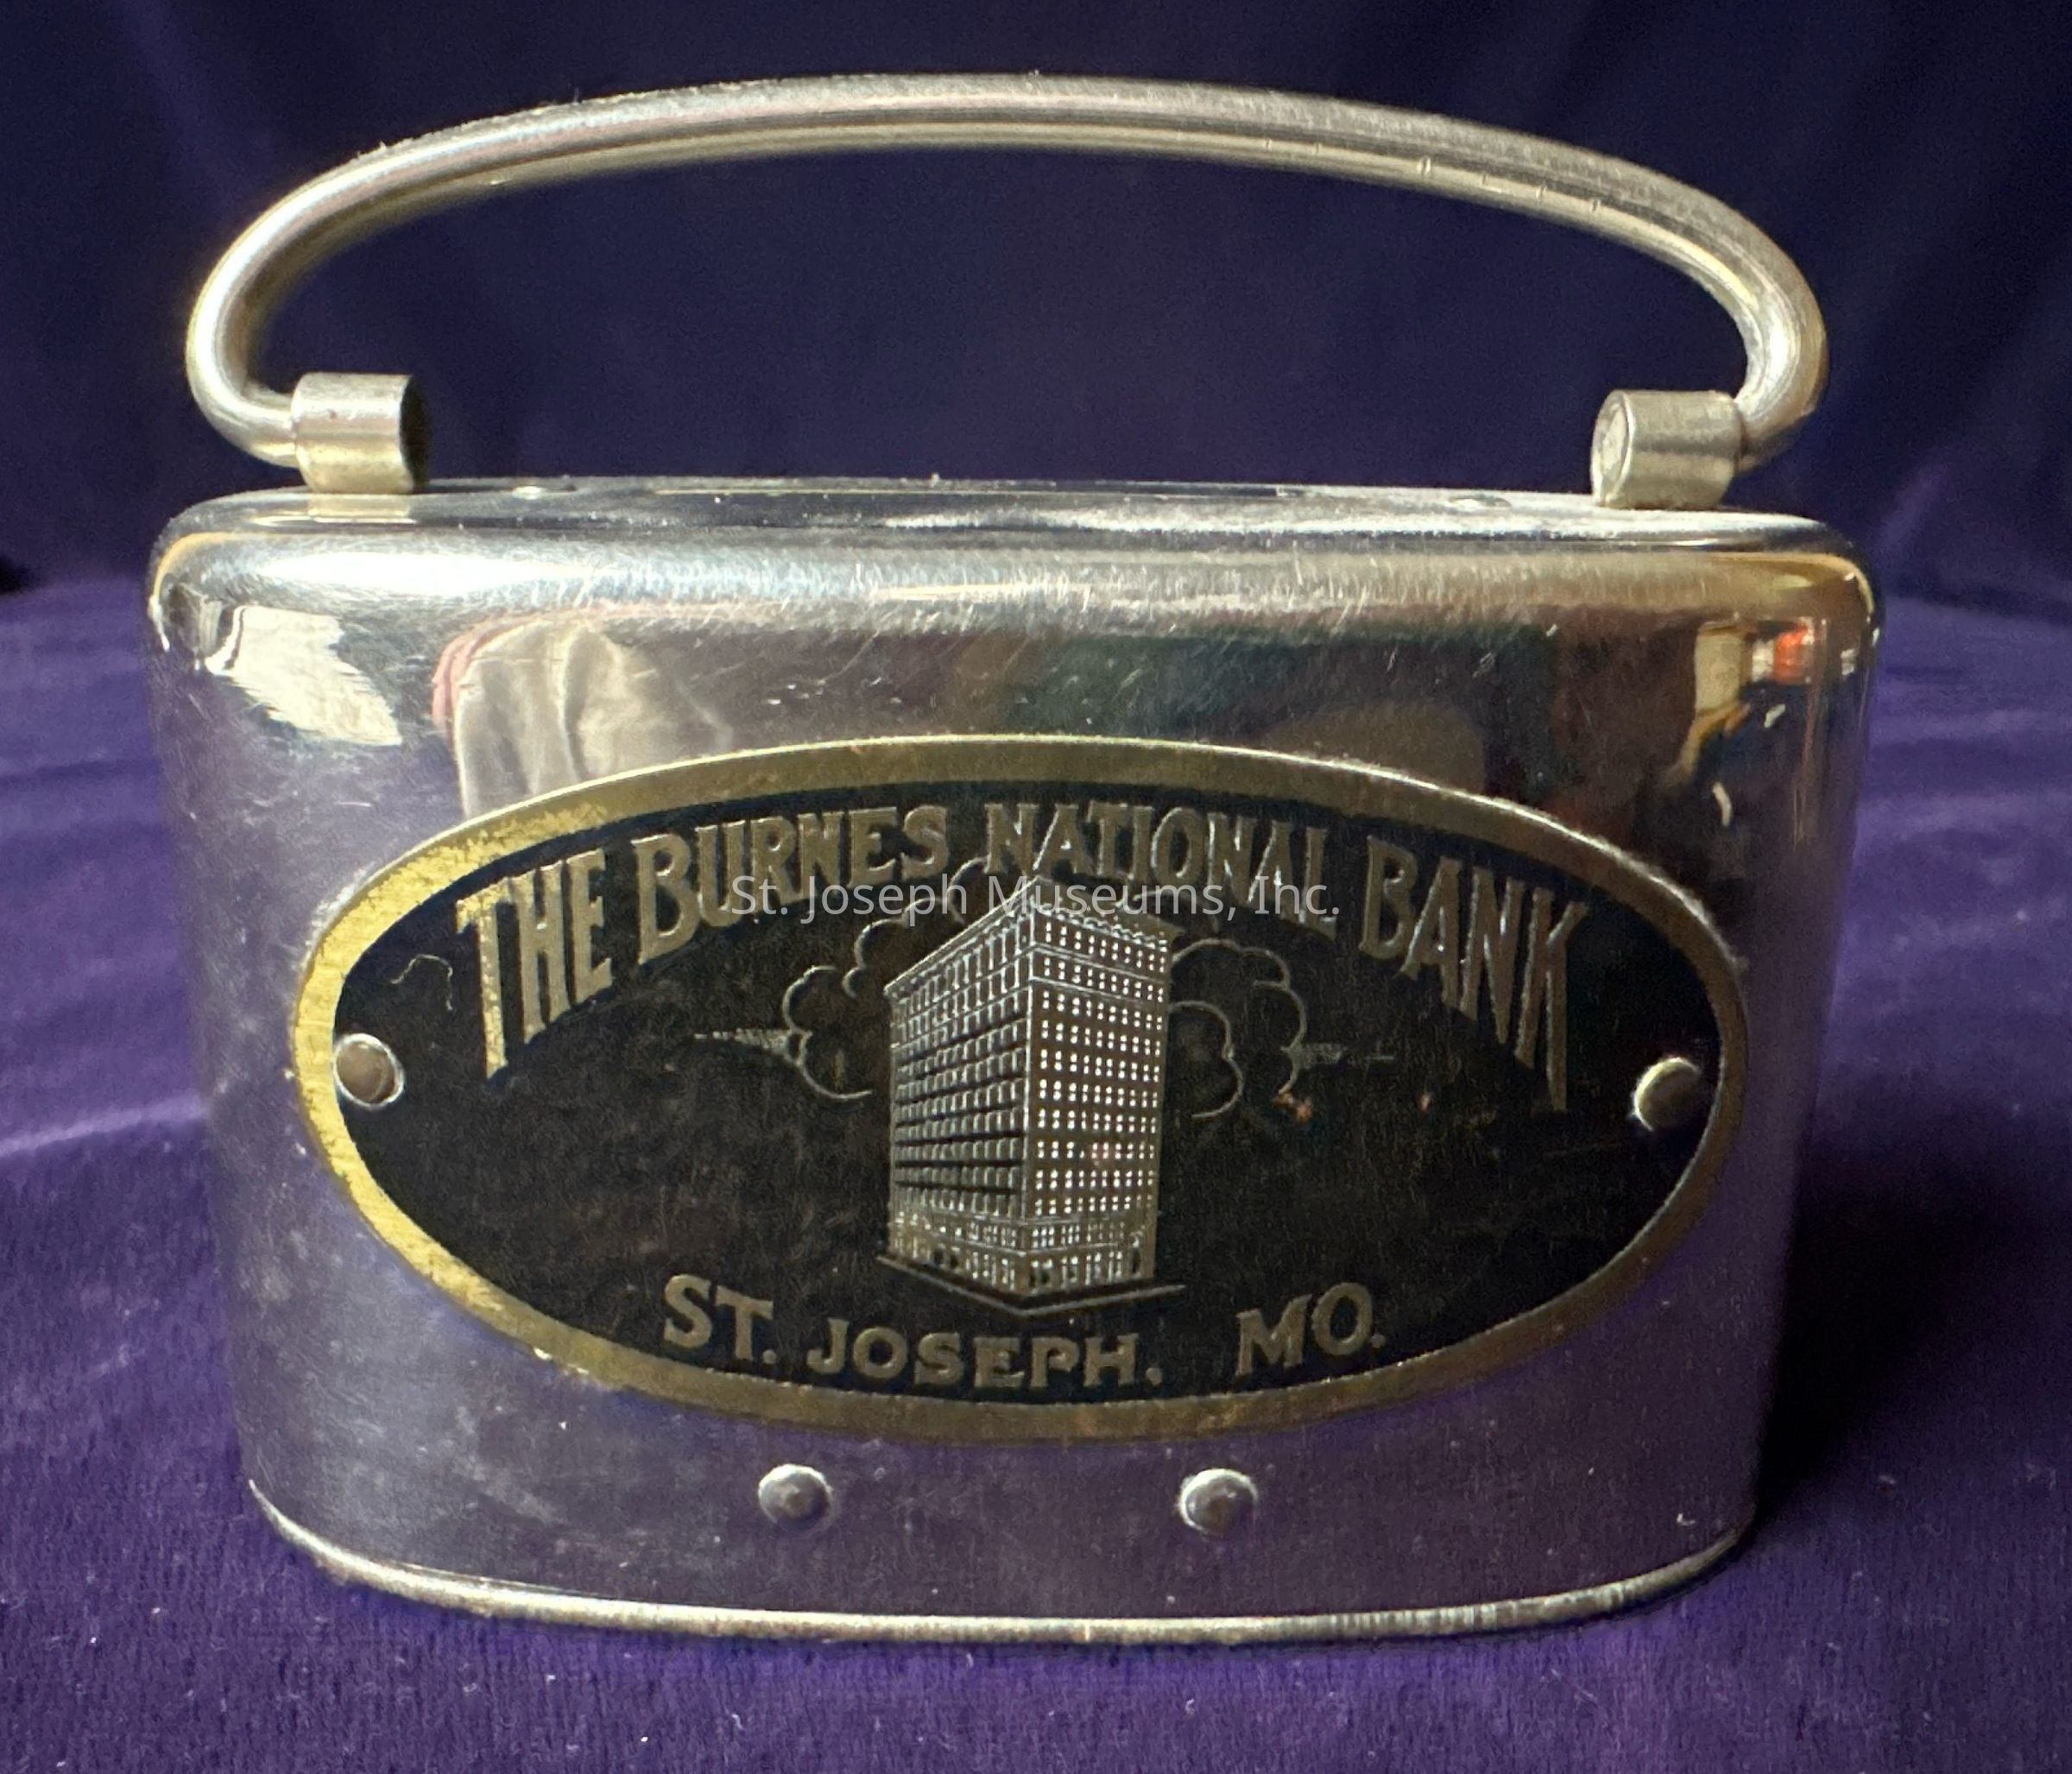 THE BURNES NATIONAL BANK
St. Joseph Museums, Inc.
ST. JOSEPH. MO.